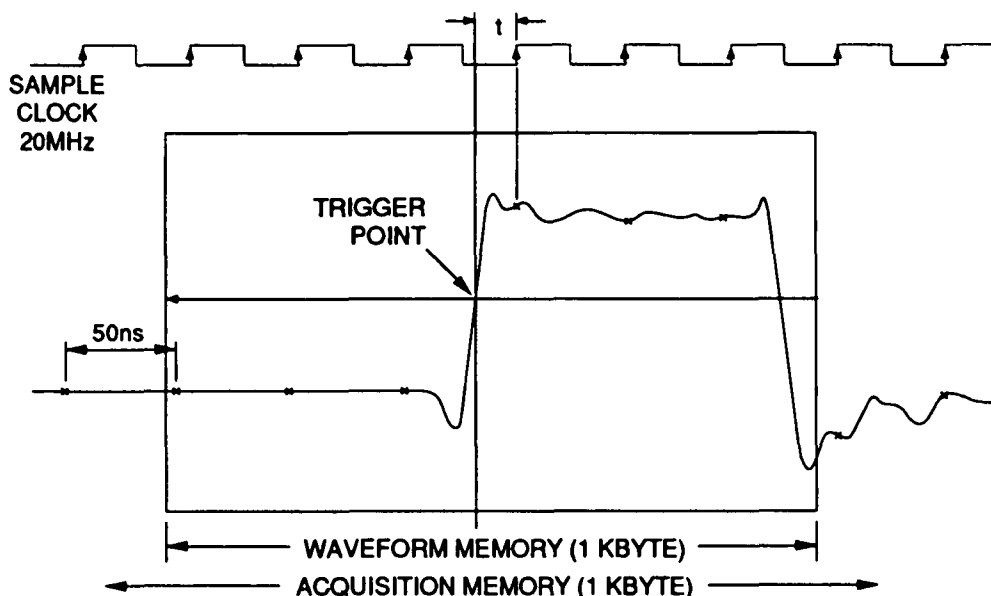 t
SAMPLE
CLOCK
20MHz
TRIGGER
POINT
50ns
WAVEFORM MEMORY (1 KBYTE)
ACQUISITION MEMORY (1 KBYTE)